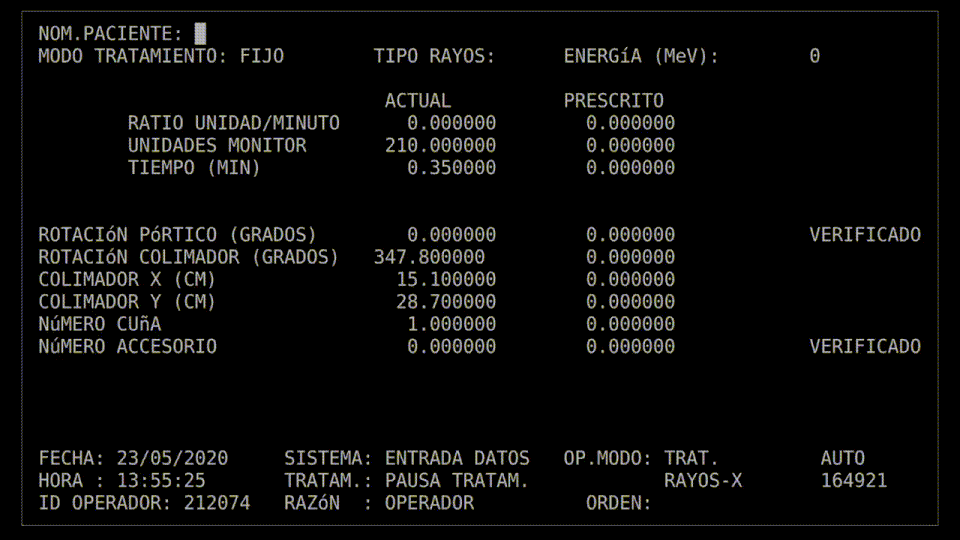 NOM.PACIENTE:
MODO TRATAMIENTO: FIJO TIPO RAYOS: ENERGíA (MeV): 0
ACTUAL PRESCRITO
RATIO UNIDAD/MINUTO 0.000000 0.000000
UNIDADES MONITOR 210.000000 0.000000
TIEMPO (MIN) 0.350000 0.000000
ROTACIóN PóRTICO (GRADOS) 0.000000 0.000000 VERIFICADO
ROTACIóN COLIMADOR (GRADOS) 347.800000 0.000000
COLIMADOR X (CM) 15.100000 0.000000
COLIMADOR Y (CM) 28.700000 0.000000
NúMERO CUñA 1.000000 0.000000
NúMERO ACCESORIO 0.000000 0.000000 VERIFICADO
FECHA: 23/05/2020 SISTEMA: ENTRADA DATOS OP.MODO: TRAT. AUTO
HORA : 13:55:25 TRATAM.: PAUSA TRATAM. RAYOS-X 164921
ID OPERADOR: 212074 RAZóN : OPERADOR ORDEN: